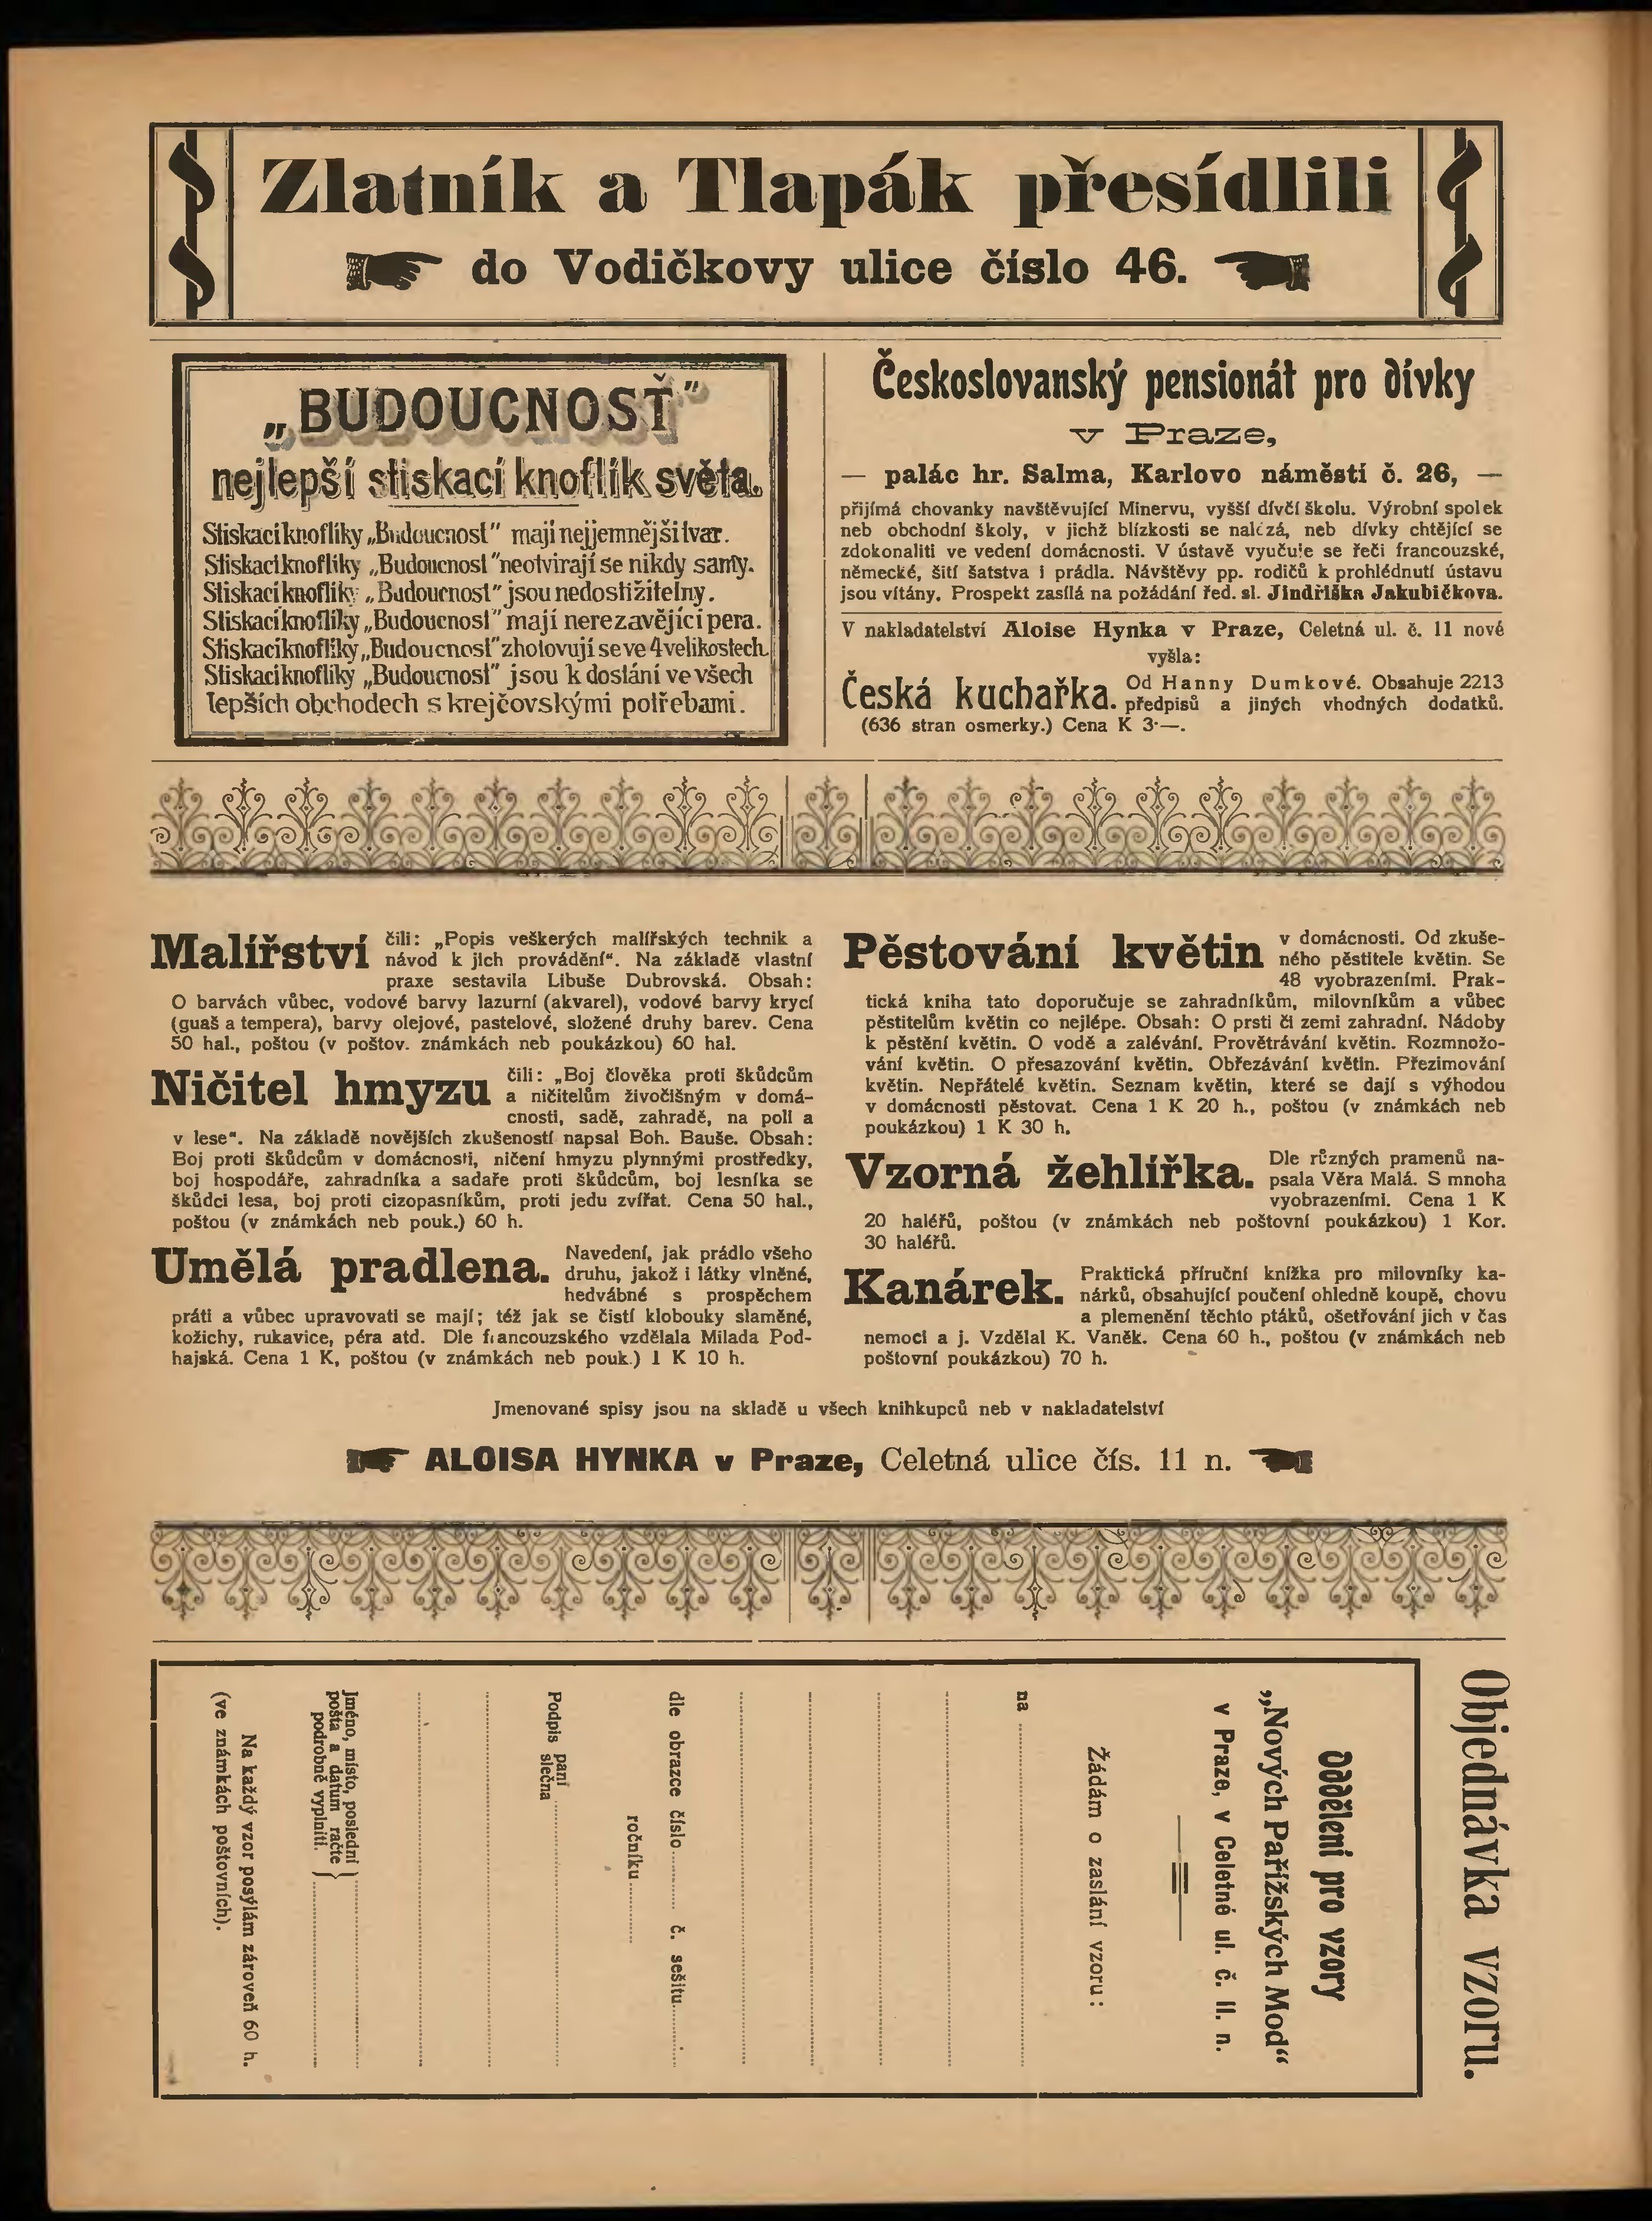 Zlatník a Tlapák přesídlili
do Vodičkovy ulice číslo 46.
„BUDOUCNOSŤ"
nejlepší stiskací knoflík světa.
Stiskací knoflíky „Budoucnost" mají nejjemnější tvar.
Stiskací knoflíky „Budoucnost" neotvírají se nikdy samy.
Stiskací knoflíky „Budoucnost" jsou nedostižitelny.
Stiskací knoflíky „Budoucnost" mají nerezavějící pera.
Stiskací knoflíky „Budoucnost" zhotovují se ve 4 velikostech.
Stiskací knoflíky „Budoucnost" jsou k dostání ve všech
lepších obchodech s krejčovskými potřebami.
Československý pensionát pro dívky
v Praze,
— palác hr. Salma, Karlovo náměstí č. 26, —
přijímá chovanky navštěvující Minervu, vyšší dívčí školu. Výrobní spolek
neb obchodní školy, v jichž blízkosti se nalézá, neb dívky chtějící se
zdokonaliti ve vedení domácnosti. V ústavě vyučuje se řeči francouzské,
německé, šití šatstva i prádla. Návštěvy pp. rodičů k prohlédnutí ústavu
jsou vítány. Prospekt zasílá na požádání řed. sl. Jindřiška Jakubičkova.
V nakladatelství Aloise Hynka v Praze, Celetná ul. č. 11 nové
vyšla:
Česká kuchařka. Od Hanny Dumkové. Obsahuje 2213
předpisů a jiných vhodných dodatků.
(636 stran osmerky.) Cena K 3·—.
Malířství čili: „Popis veškerých malířských technik a
návod k jich provádění“. Na základě vlastní
praxe sestavila Libuše Dubrovská. Obsah:
O barvách vůbec, vodové barvy lazurní (akvarel), vodové barvy krycí
(guaš a tempera), barvy olejové, pastelové, složené druhy barev. Cena
50 hal., poštou (v poštov. známkách neb poukázkou) 60 hal.
Ničitel hmyzu čili: „Boj člověka proti škůdcům
a ničitelům živočišným v domá-
cnosti, sadě, zahradě, na poli a
v lese“. Na základě novějších zkušeností napsal Boh. Bauše. Obsah:
Boj proti škůdcům v domácnosti, ničení hmyzu plynnými prostředky,
boj hospodáře, zahradníka a sadaře proti škůdcům, boj lesníka se
škůdci lesa, boj proti cizopasníkům, proti jedu zvířat. Cena 50 hal.,
poštou (v známkách neb pouk.) 60 h.
Umělá pradlena. Navedení, jak prádlo všeho
druhu, jakož i látky vlněné,
hedvábné s prospěchem
práti a vůbec upravovati se mají; též jak se čistí klobouky slaměné,
kožichy, rukavice, péra atd. Dle francouzského vzdělala Milada Pod-
hajská. Cena 1 K, poštou (v známkách neb pouk.) 1 K 10 h.
Pěstování květin v domácnosti. Od zkuše-
ného pěstitele květin. Se
48 vyobrazeními. Prak-
tická kniha tato doporučuje se zahradníkům, milovníkům a vůbec
pěstitelům květin co nejlépe. Obsah: O prsti či zemi zahradní. Nádoby
k pěstění květin. O vodě a zalévání. Provětrávání květin. Rozmnožo-
vání květin. O přesazování květin. Obřezávání květin. Přezimování
květin. Nepřátelé květin. Seznam květin, které se dají s výhodou
v domácnosti pěstovat. Cena 1 K 20 h., poštou (v známkách neb
poukázkou) 1 K 30 h.
Vzorná žehlířka. Dle různých pramenů na-
psala Věra Malá. S mnoha
vyobrazeními. Cena 1 K
20 haléřů, poštou (v známkách neb poštovní poukázkou) 1 Kor.
30 haléřů.
Kanárek. Praktická příruční knížka pro milovníky ka-
nárků, obsahující poučení ohledně koupě, chovu
a plemenění těchto ptáků, ošetřování jich v čas
nemoci a j. Vzdělal K. Vaněk. Cena 60 h., poštou (v známkách neb
poštovní poukázkou) 70 h.
Jmenované spisy jsou na skladě u všech knihkupců neb v nakladatelství
ALOISA HYNKA v Praze, Celetná ulice čís. 11 n.
Objednávka vzoru.
Oddělení pro vzory
„Nových Pařížských Mod“
v Praze, v Celetné ul. č. 11. n.
Žádám o zaslání vzoru:
na
dle obrazce číslo č. sešitu
ročníku
Podpis paní
slečna
Jméno, místo, poslední
pošta a datum račte
podrobně vyplniti.
Na každý vzor posýlám zároveň 60 h.
(ve známkách poštovních).